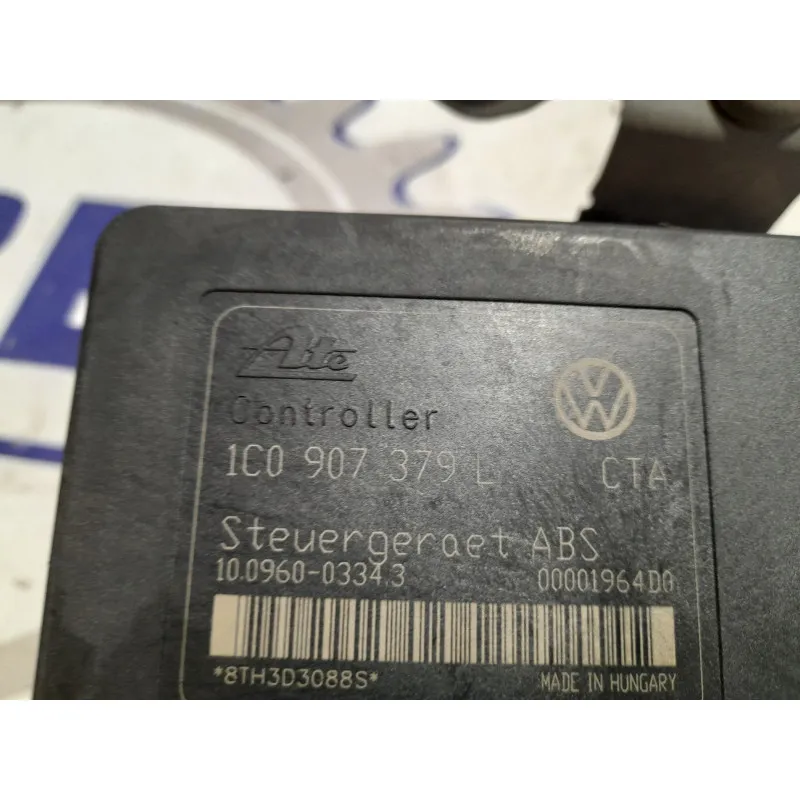 Ate
Controller
1C0 907 379 L CTA
Steuergeraet ABS
10.0960-0334.3 00001964D0
*8TH3D3088S* MADE IN HUNGARY